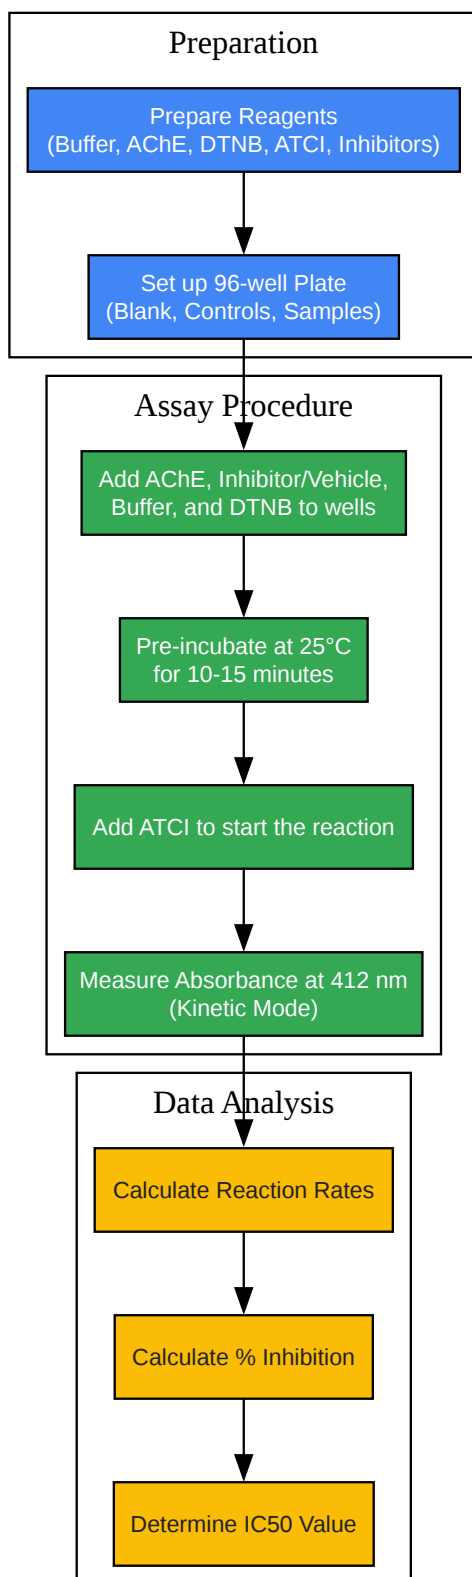 Preparation
Prepare Reagents
(Buffer, AChE, DTNB, ATCI, Inhibitors)
Set up 96-well Plate
(Blank, Controls, Samples)
Assay Procedure
Add AChE, Inhibitor/Vehicle,
Buffer, and DTNB to wells
Pre-incubate at 25°C
for 10-15 minutes
Add ATCI to start the reaction
Measure Absorbance at 412 nm
(Kinetic Mode)
Data Analysis
Calculate Reaction Rates
Calculate % Inhibition
Determine IC50 Value